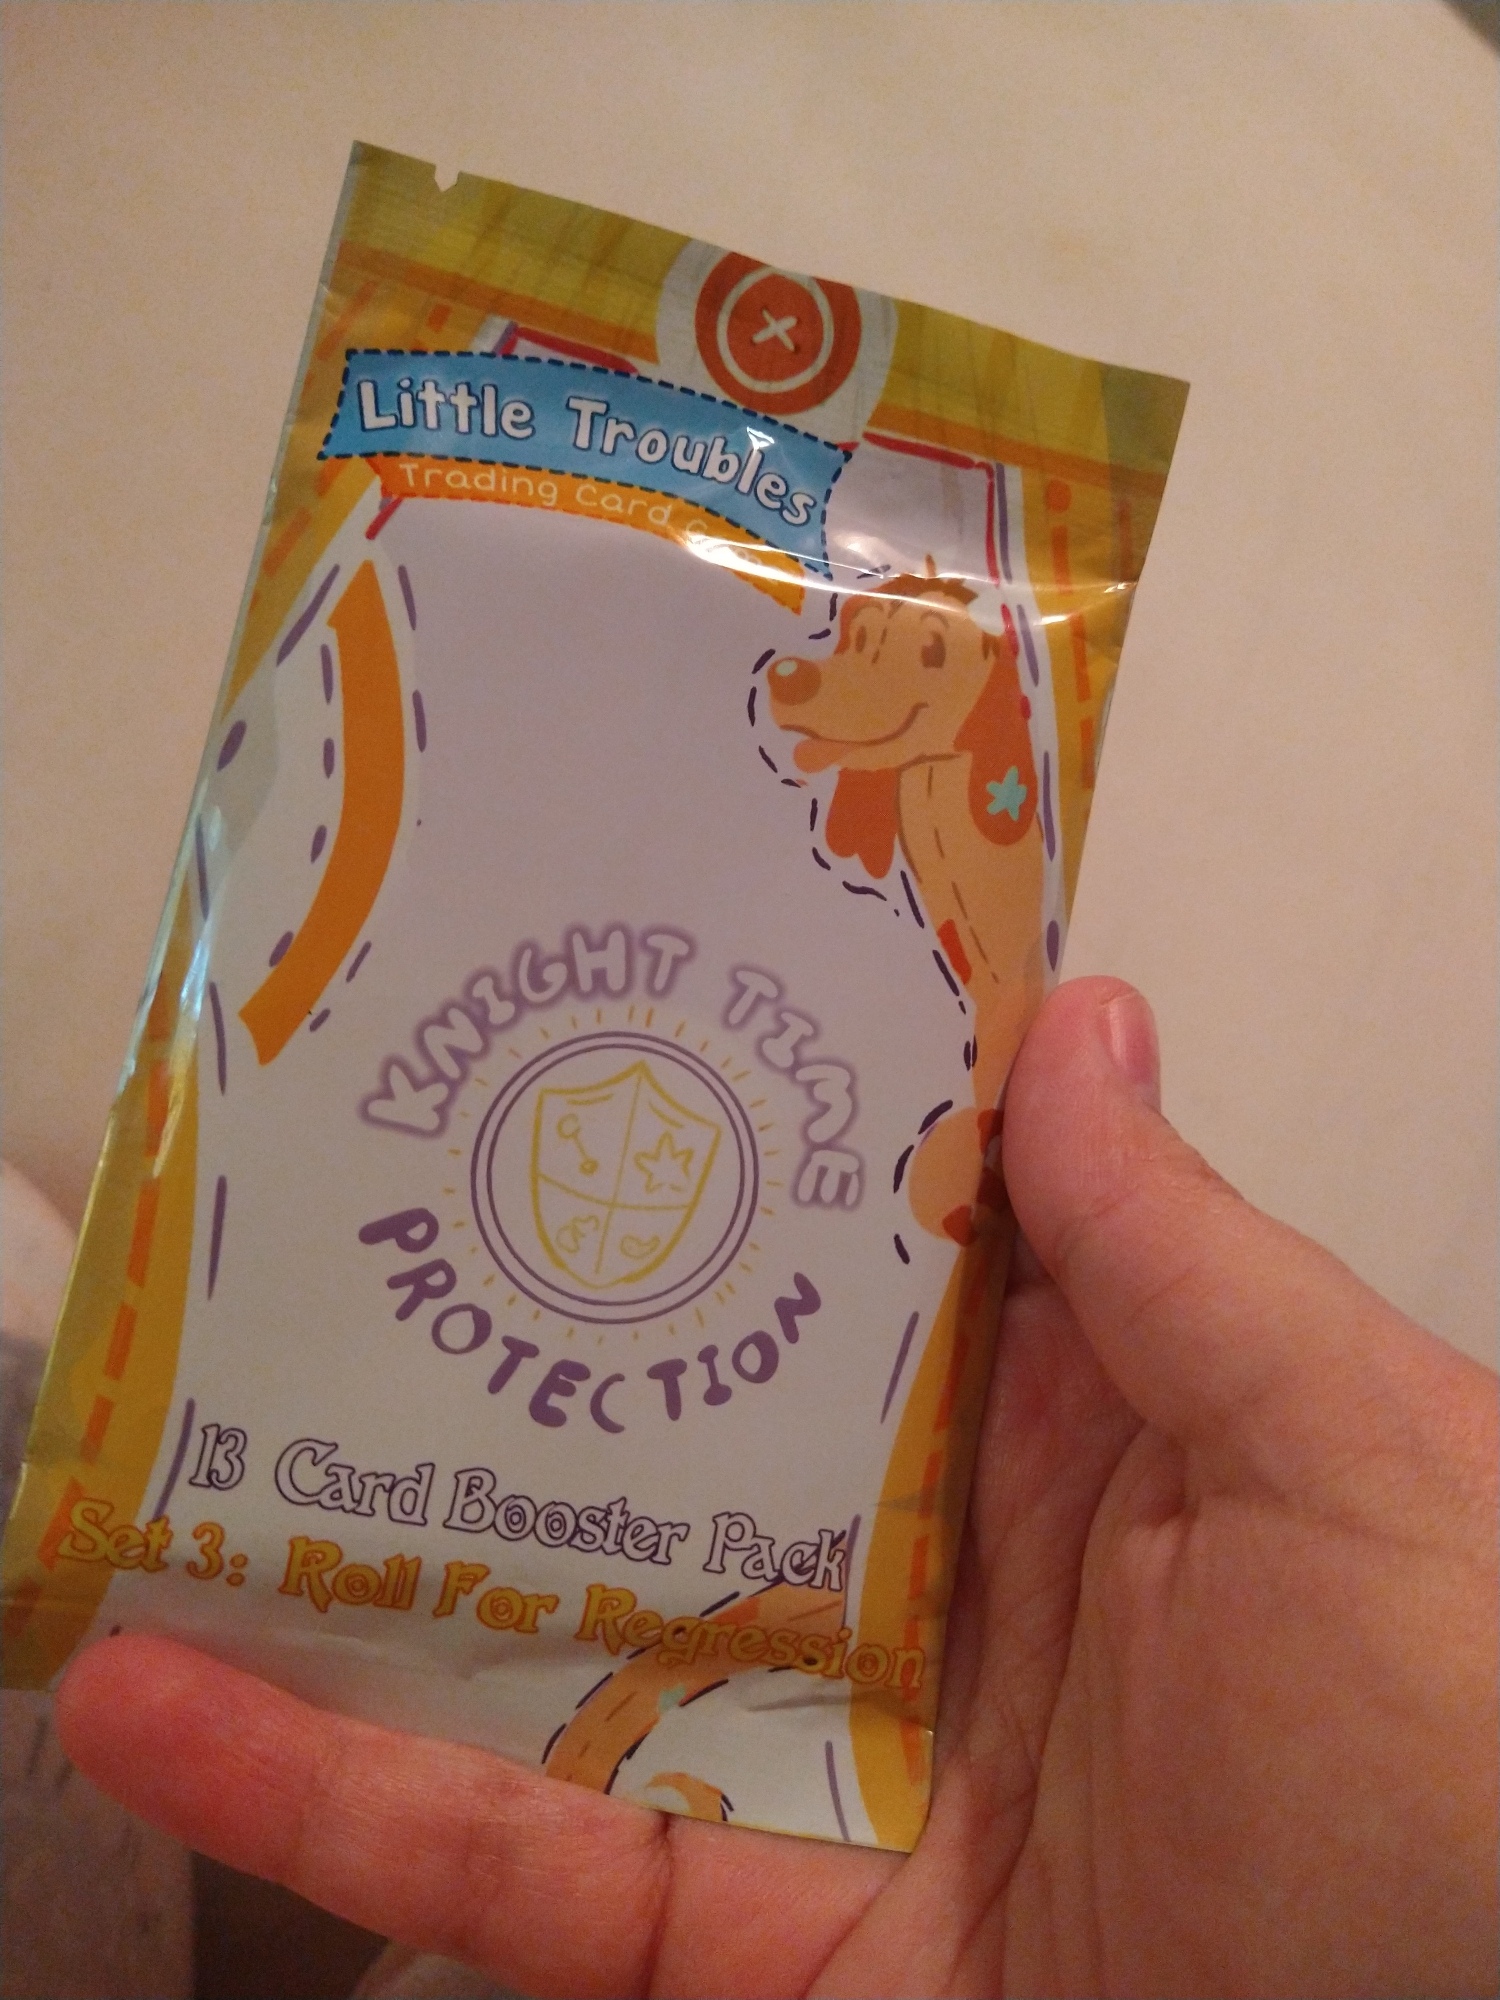 Little Troubles
Trading Card
KNIGHT TIME
PROTECTION
13 Card Booster Pack
Set 3: Roll For Regression